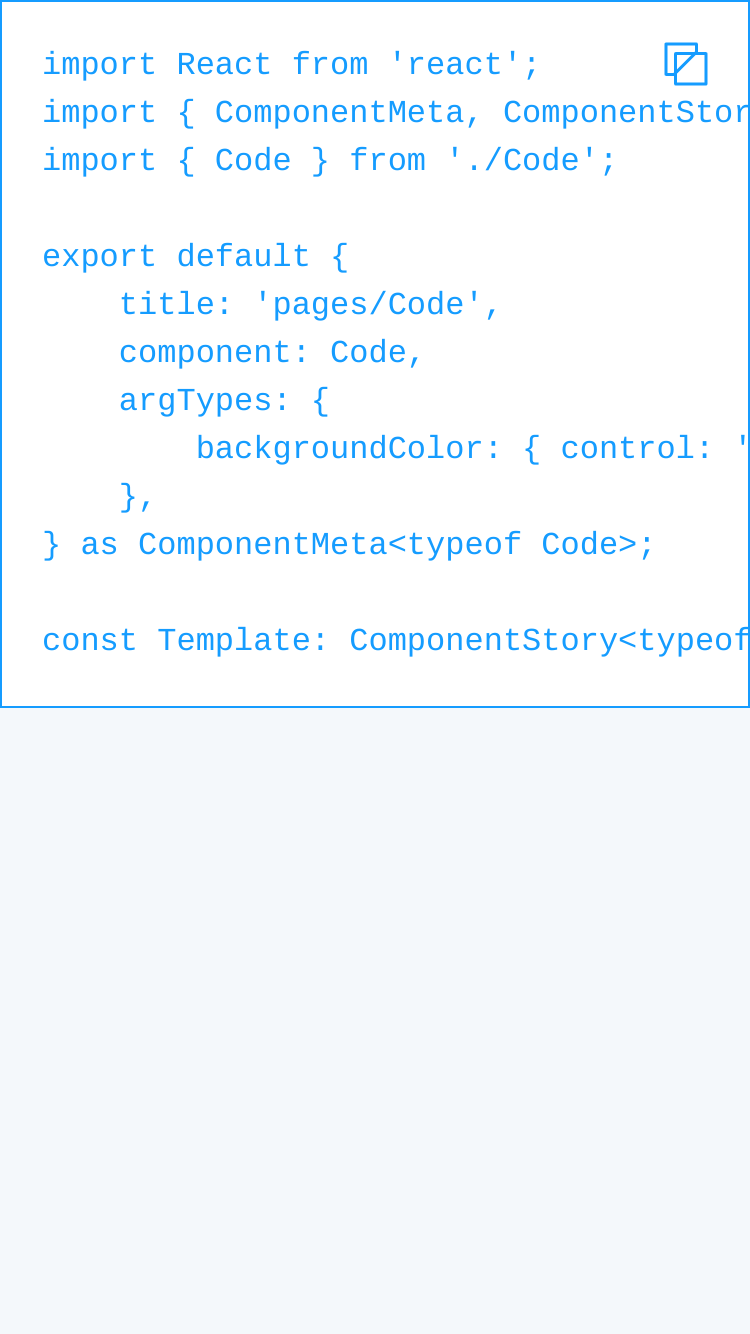 import React from 'react';
import { ComponentMeta, ComponentStor
import { Code } from './Code';
export default {
    title: 'pages/Code',
    component: Code,
    argTypes: {
        backgroundColor: { control: '
    },
} as ComponentMeta<typeof Code>;
const Template: ComponentStory<typeof